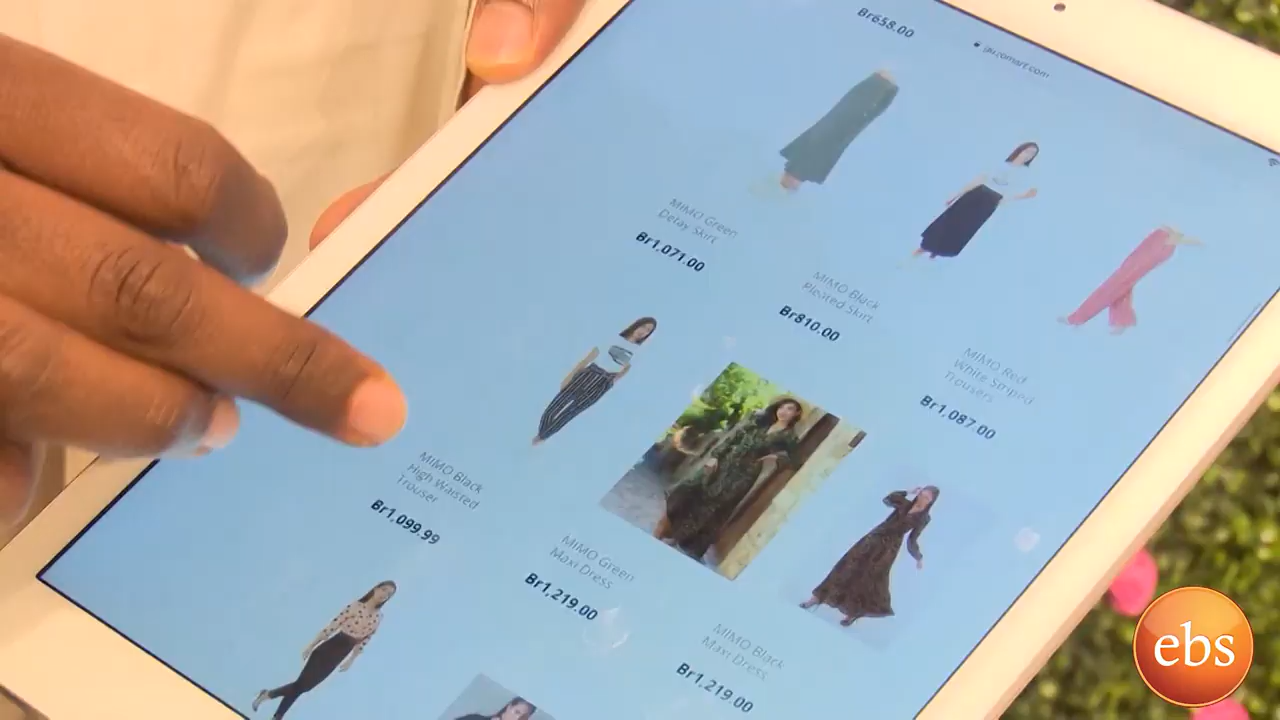 Br658.00
MIMO Green
Delay Skirt
Br1,071.00
MIMO Black
Pleated Skirt
Br810.00
MIMO Red
White Striped
Trousers
Br1,087.00
MIMO Black
High Waisted
Trouser
Br1,099.99
MIMO Green
Maxi Dress
Br1,219.00
MIMO Black
Maxi Dress
Br1,219.00
ebs